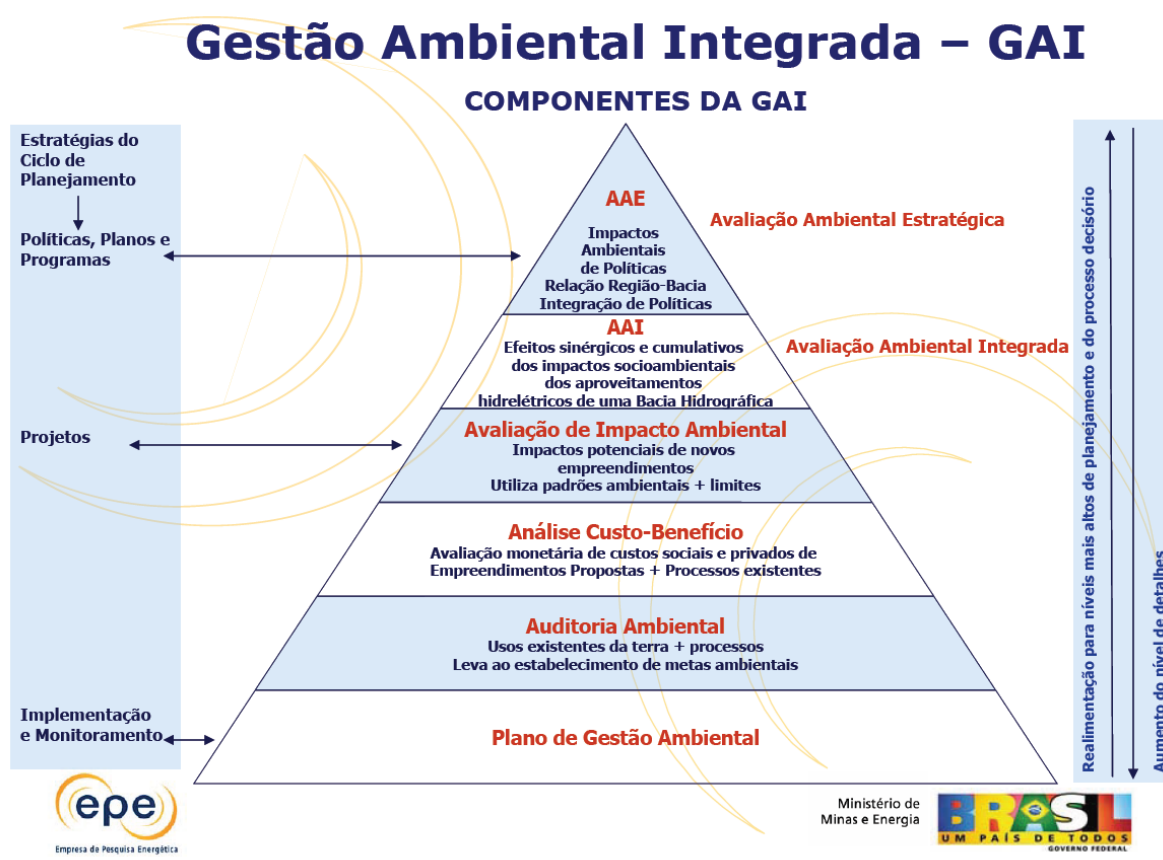 Gestão Ambiental Integrada – GAI
COMPONENTES DA GAI
Estratégias do
Ciclo de
Planejamento
Políticas, Planos e
Programas
Projetos
Implementação
e Monitoramento
AAE
Impactos
Ambientais
de Políticas
Relação Região-Bacia
Integração de Políticas
Avaliação Ambiental Estratégica
AAI
Efeitos sinérgicos e cumulativos
dos impactos socioambientais
dos aproveitamentos
hidrelétricos de uma Bacia Hidrográfica
Avaliação Ambiental Integrada
Avaliação de Impacto Ambiental
Impactos potenciais de novos
empreendimentos
Utiliza padrões ambientais + limites
Análise Custo-Benefício
Avaliação monetária de custos sociais e privados de
Empreendimentos Propostas + Processos existentes
Auditoria Ambiental
Usos existentes da terra + processos
Leva ao estabelecimento de metas ambientais
Plano de Gestão Ambiental
Realimentação para níveis mais altos de planejamento e do processo decisório
Aumento do nível de detalhes
epe
Empresa de Pesquisa Energética
Ministério de
Minas e Energia
BRASIL
UM PAÍS DE TODOS
GOVERNO FEDERAL